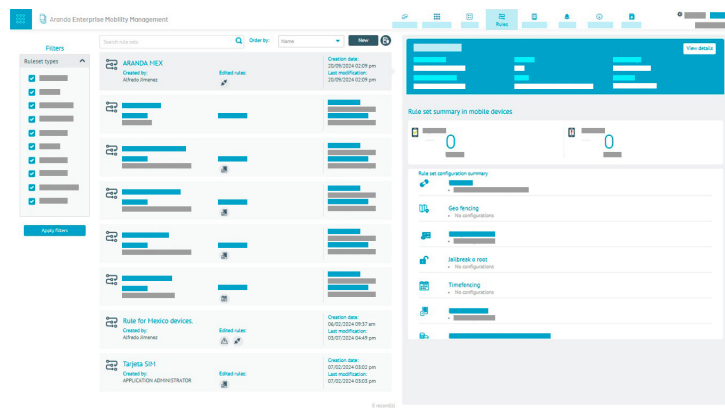 Aranda Enterprise Mobility Management
Rules
Filters
Ruleset types
Apply filters
Search rule sets
Order by:
Name
New
ARANDA MEX
Created by:
Alfredo Jimenez
Edited rules:
Creation date:
20/09/2024 02:09 pm
Last modification:
20/09/2024 02:09 pm
Rule for Mexico devices.
Created by:
Alfredo Jimenez
Edited rules:
Creation date:
06/02/2024 09:37 am
Last modification:
03/07/2024 04:49 pm
Tarjeta SIM
Created by:
APPLICATION ADMINISTRATOR
Edited rules:
Creation date:
07/02/2024 03:02 pm
Last modification:
07/02/2024 03:03 pm
View details
Rule set summary in mobile devices
0
0
Rule set configuration summary
Geo fencing
No configurations
Jailbreak o root
No configurations
Timefencing
No configurations